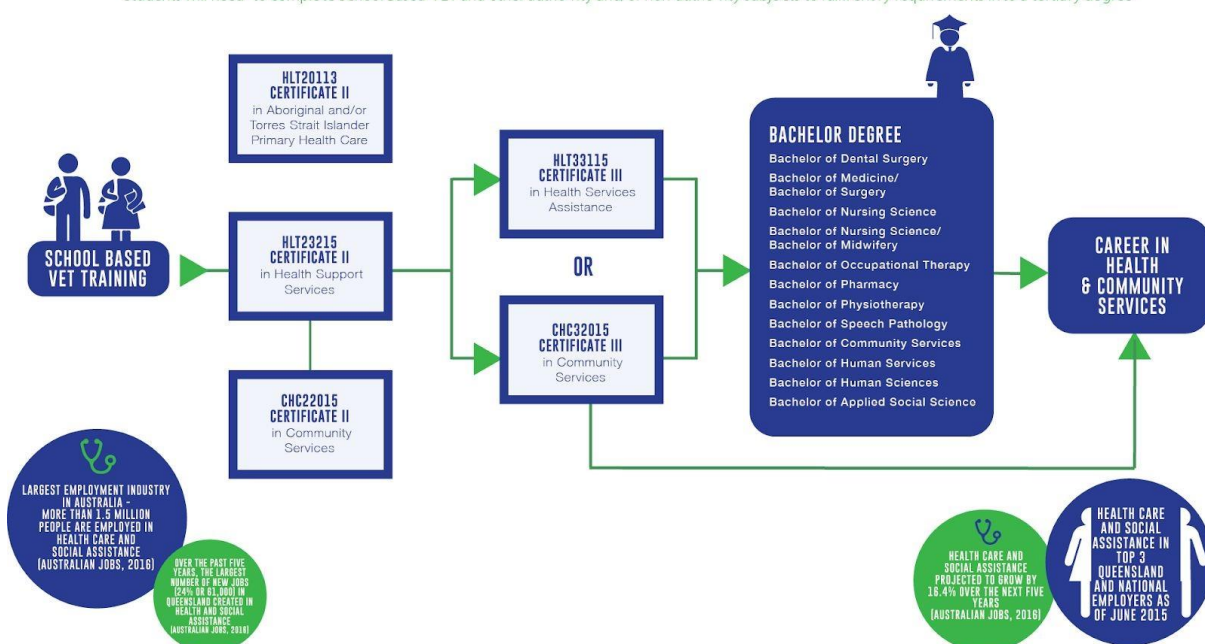 HLT20113
CERTIFICATE II
in Aboriginal and/or
Torres Strait Islander
Primary Health Care
SCHOOL BASED
VET TRAINING
HLT23215
CERTIFICATE II
in Health Support
Services
CHC22015
CERTIFICATE II
in Community
Services
HLT33115
CERTIFICATE III
in Health Services
Assistance
OR
CHC32015
CERTIFICATE III
in Community
Services
BACHELOR DEGREE
Bachelor of Dental Surgery
Bachelor of Medicine/
Bachelor of Surgery
Bachelor of Nursing Science
Bachelor of Nursing Science/
Bachelor of Midwifery
Bachelor of Occupational Therapy
Bachelor of Pharmacy
Bachelor of Physiotherapy
Bachelor of Speech Pathology
Bachelor of Community Services
Bachelor of Human Services
Bachelor of Human Sciences
Bachelor of Applied Social Science
CAREER IN
HEALTH
& COMMUNITY
SERVICES
LARGEST EMPLOYMENT INDUSTRY
IN AUSTRALIA -
MORE THAN 1.5 MILLION
PEOPLE ARE EMPLOYED IN
HEALTH CARE AND
SOCIAL ASSISTANCE
(AUSTRALIAN JOBS, 2016)
OVER THE PAST FIVE
YEARS, THE LARGEST
NUMBER OF NEW JOBS
(24% OR 61,000) IN
QUEENSLAND CREATED IN
HEALTH AND SOCIAL
ASSISTANCE
(AUSTRALIAN JOBS, 2016)
HEALTH CARE AND
SOCIAL ASSISTANCE
PROJECTED TO GROW BY
16.4% OVER THE NEXT FIVE
YEARS
(AUSTRALIAN JOBS, 2016)
HEALTH CARE
AND SOCIAL
ASSISTANCE IN
TOP 3
QUEENSLAND
AND NATIONAL
EMPLOYERS AS
OF JUNE 2015